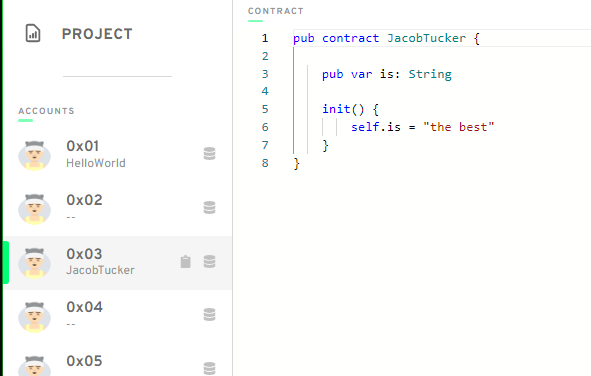 PROJECT
ACCOUNTS
0x01
HelloWorld
0x02
--
0x03
JacobTucker
0x04
--
0x05
CONTRACT
1 pub contract JacobTucker {
2
3     pub var is: String
4
5     init() {
6         self.is = "the best"
7     }
8 }